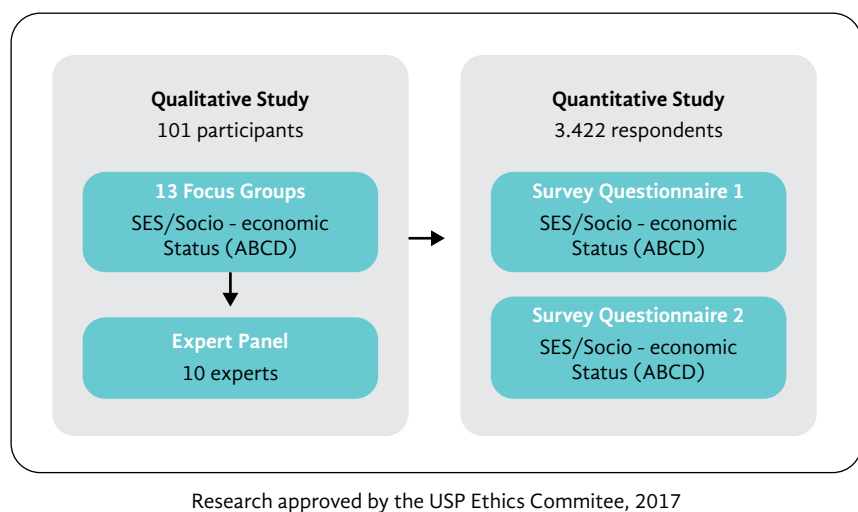 Qualitative Study
101 participants
13 Focus Groups
SES/Socio - economic
Status (ABCD)
Expert Panel
10 experts
Quantitative Study
3.422 respondents
Survey Questionnaire 1
SES/Socio - economic
Status (ABCD)
Survey Questionnaire 2
SES/Socio - economic
Status (ABCD)
Research approved by the USP Ethics Commitee, 2017